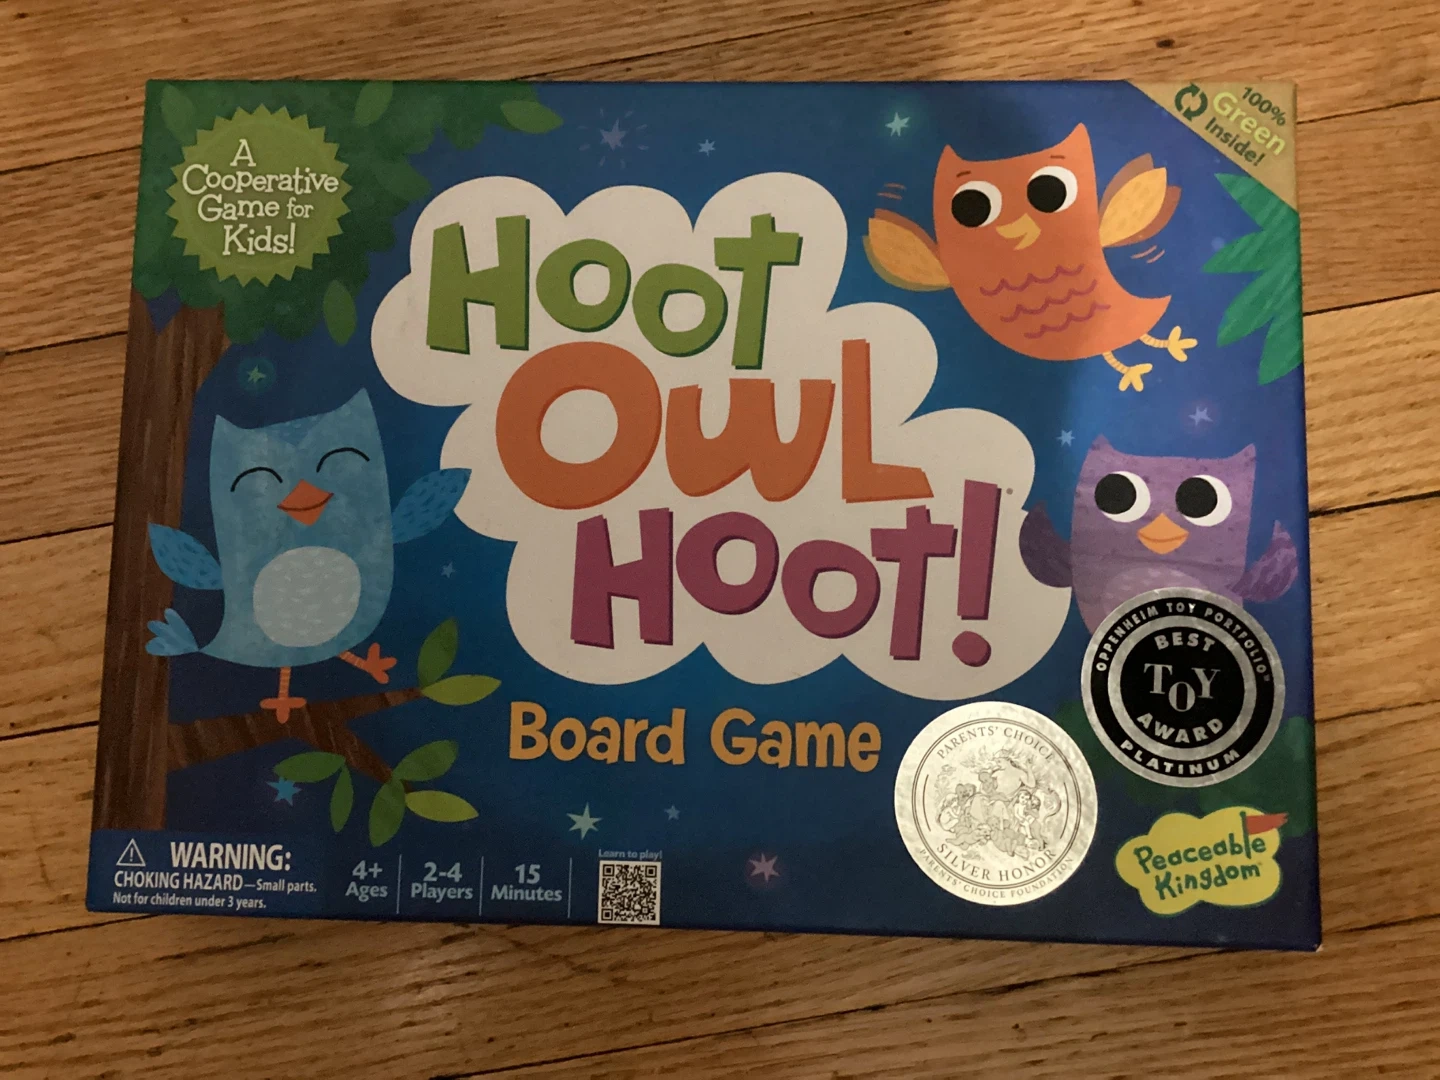 A
Cooperative
Game for
Kids!
100%
Green
Inside!
Hoot
Owl
Hoot!
Board Game
OPPENHEIM TOY PORTFOLIO™
BEST
TOY
AWARD
PLATINUM
PARENTS' CHOICE
SILVER HONOR
PARENTS' CHOICE FOUNDATION
Peaceable
Kingdom
WARNING:
CHOKING HAZARD—Small parts.
Not for children under 3 years.
4+
Ages
2-4
Players
15
Minutes
Learn to play!